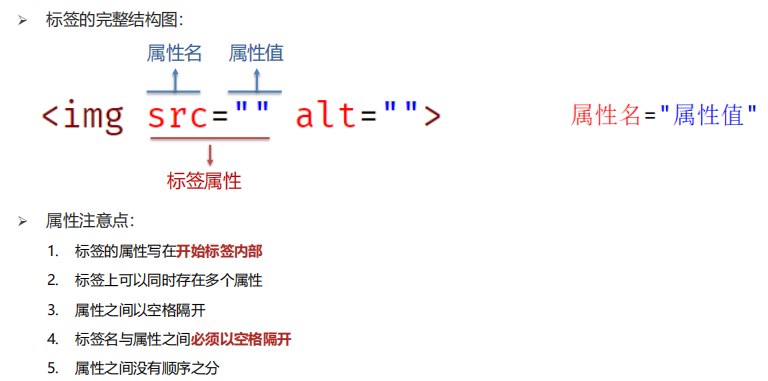 ➢ 标签的完整结构图：
属性名 属性值
<img src="" alt="">
属性名="属性值"
标签属性
➢ 属性注意点：
1. 标签的属性写在开始标签内部
2. 标签上可以同时存在多个属性
3. 属性之间以空格隔开
4. 标签名与属性之间必须以空格隔开
5. 属性之间没有顺序之分